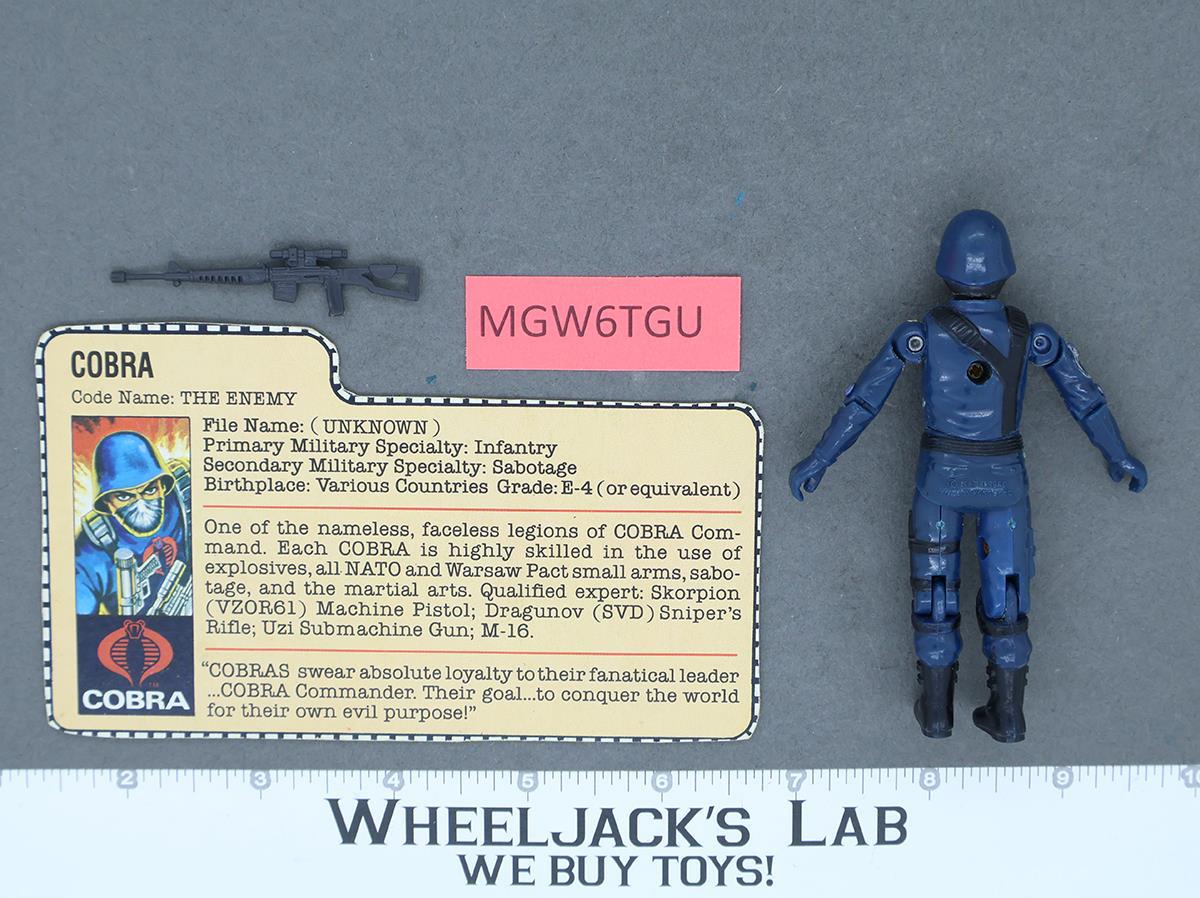 MGW6TGU
COBRA
Code Name: THE ENEMY
File Name: (UNKNOWN)
Primary Military Specialty: Infantry
Secondary Military Specialty: Sabotage
Birthplace: Various Countries Grade: E-4 (or equivalent)
One of the nameless, faceless legions of COBRA Com-
mand. Each COBRA is highly skilled in the use of
explosives, all NATO and Warsaw Pact small arms, sabo-
tage, and the martial arts. Qualified expert: Skorpion
(VZOR61) Machine Pistol; Dragunov (SVD) Sniper's
Rifle; Uzi Submachine Gun; M-16.
"COBRAS swear absolute loyalty to their fanatical leader
...COBRA Commander. Their goal...to conquer the world
for their own evil purpose!"
TM
COBRA
2 3 4 5 6 7 8 9 10
WHEELJACK'S LAB
WE BUY TOYS!